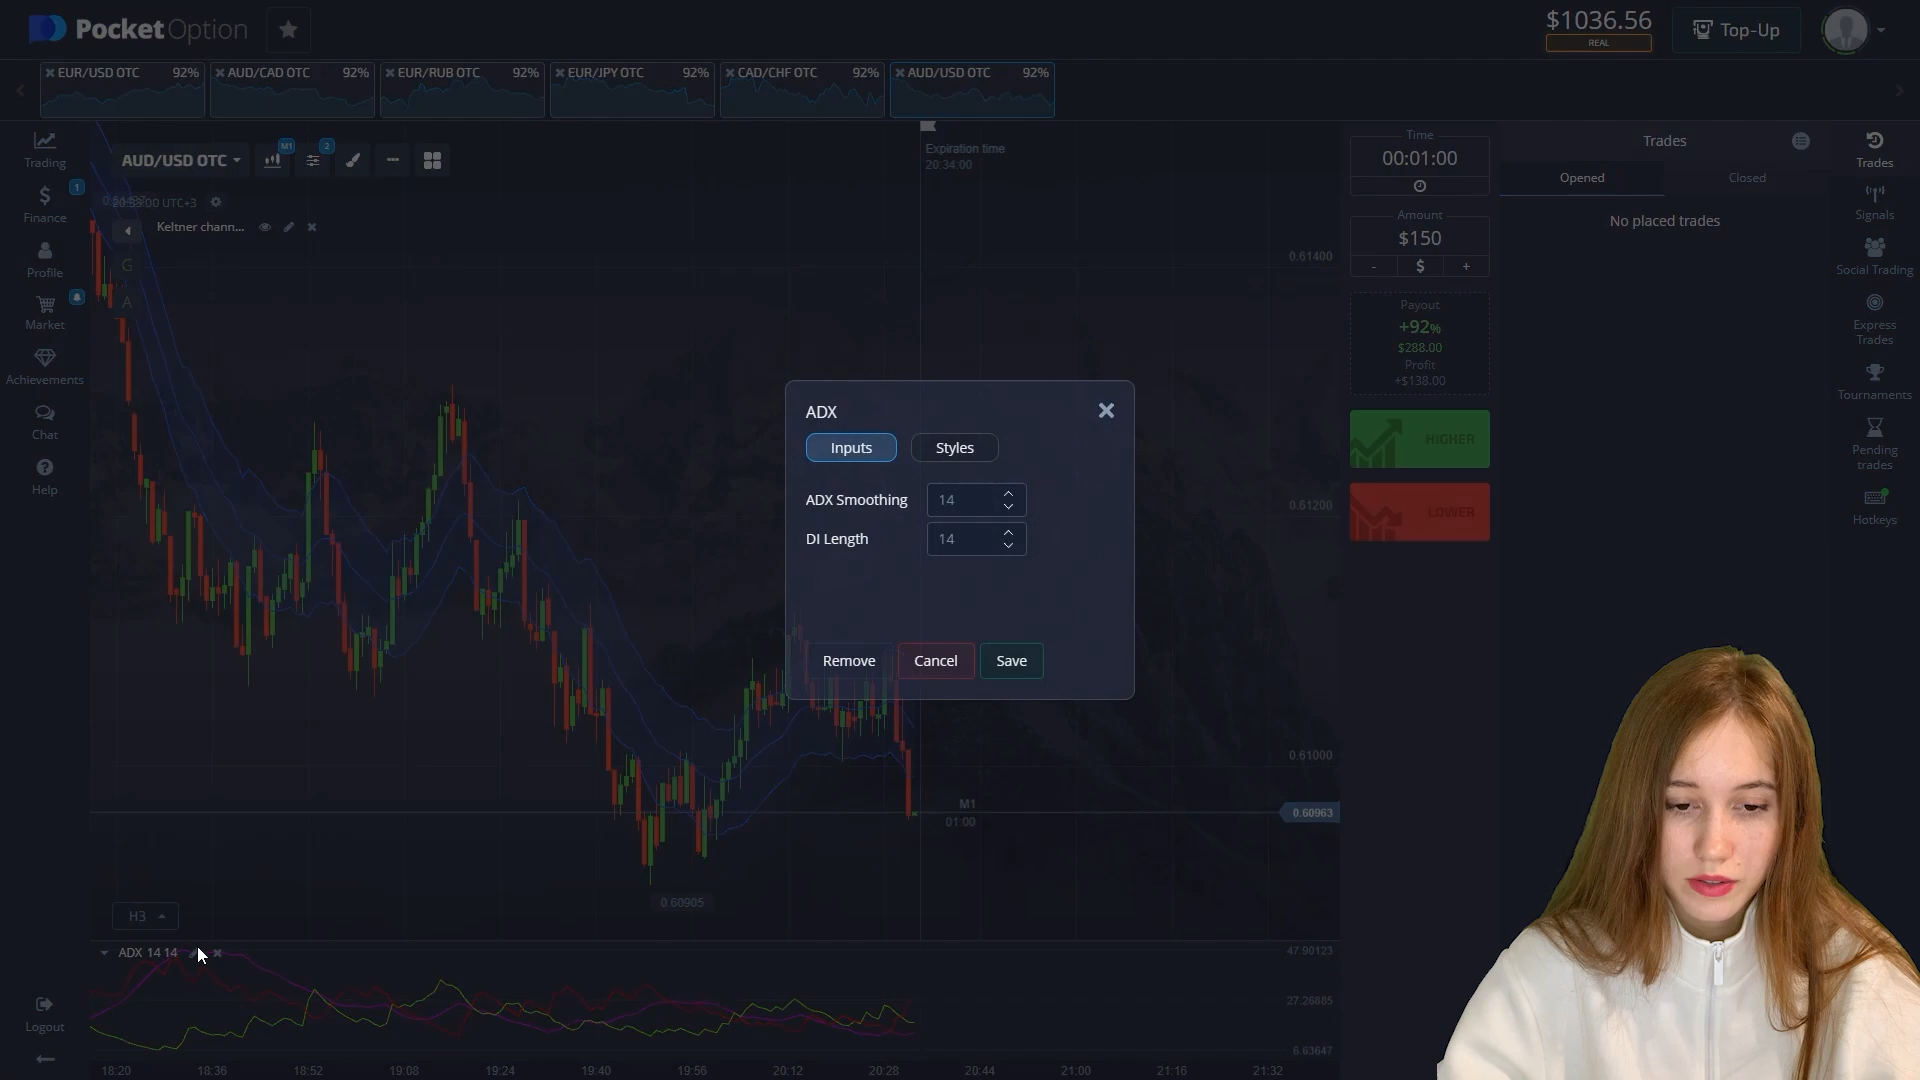 PocketOption
$1036.56
REAL
Top-Up
EUR/USD OTC 92%
AUD/CAD OTC 92%
EUR/RUB OTC 92%
EUR/JPY OTC 92%
CAD/CHF OTC 92%
AUD/USD OTC 92%
Trading
1
Finance
Profile
Market
Achievements
Chat
Help
Logout
AUD/USD OTC
M1
2
UTC+3
Keltner chann...
G
A
Expiration time
20:34:00
0.61400
0.61200
0.61000
0.60963
M1
01:00
0.60905
H3
ADX
Inputs
Styles
ADX Smoothing 14
DI Length 14
Remove
Cancel
Save
ADX 14 14
47.90123
27.26885
6.63647
18:20 18:36 18:52 19:08 19:24 19:40 19:56 20:12 20:28 20:44 21:00 21:16 21:32
Time
00:01:00
Amount
$150
- $ +
Payout
+92%
$288.00
Profit
+$138.00
HIGHER
LOWER
Trades
Opened
Closed
No placed trades
Trades
Signals
Social Trading
Express
Trades
Tournaments
Pending
trades
Hotkeys